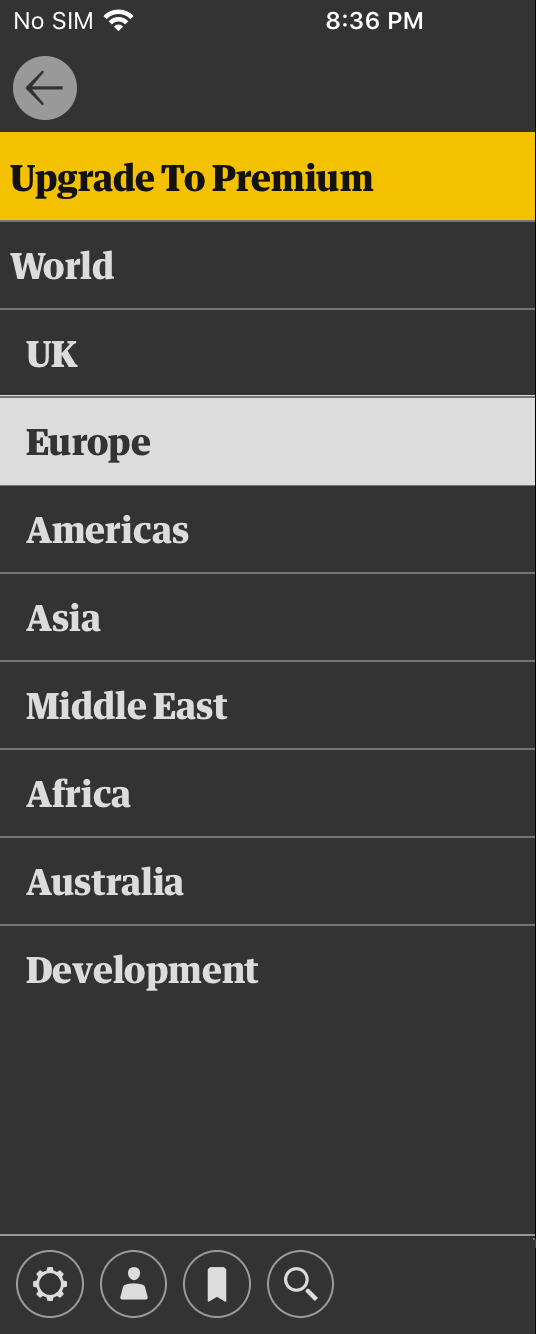 No SIM 8:36 PM
Upgrade To Premium
World
UK
Europe
Americas
Asia
Middle East
Africa
Australia
Development